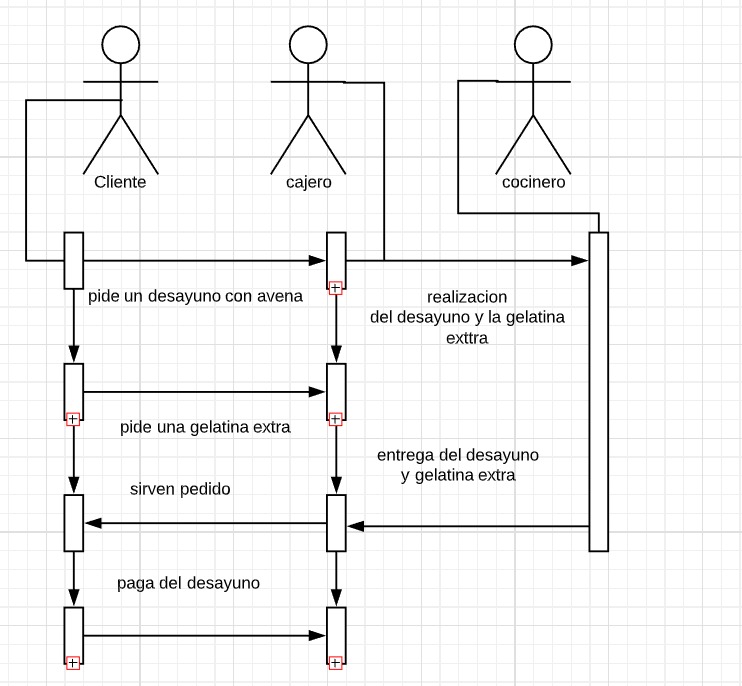 Cliente
cajero
cocinero
pide un desayuno con avena
realizacion
del desayuno y la gelatina
exttra
pide una gelatina extra
entrega del desayuno
y gelatina extra
sirven pedido
paga del desayuno